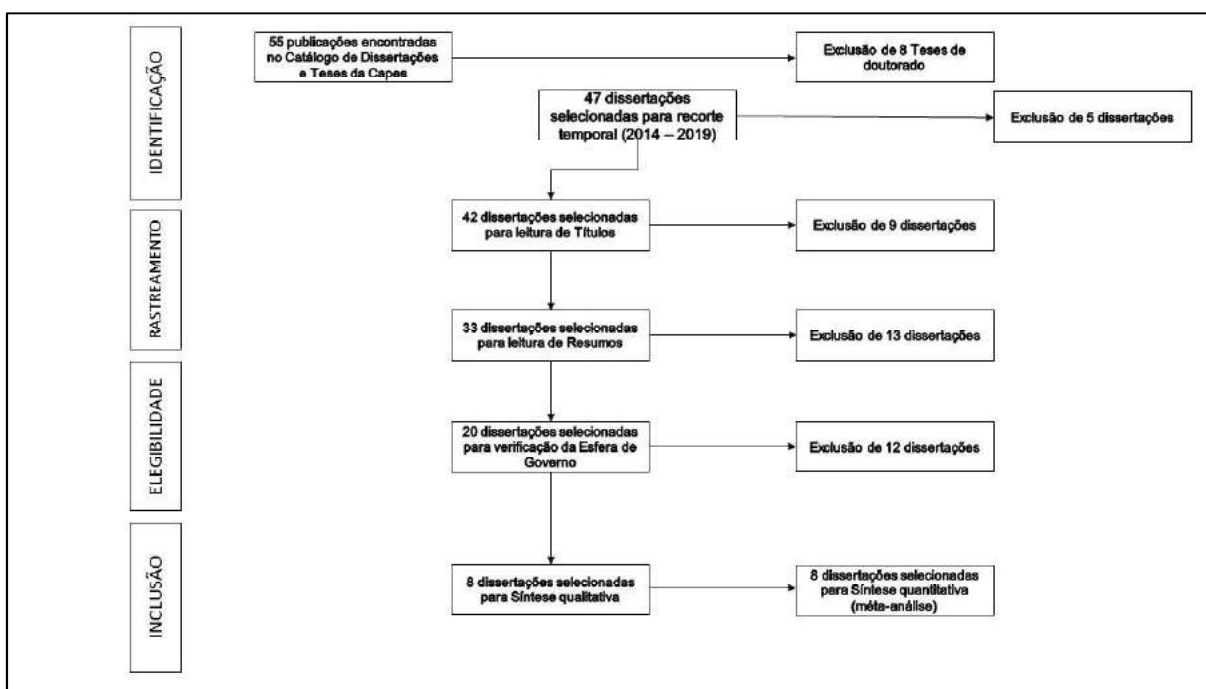 IDENTIFICAÇÃO
55 publicações encontradas
no Catálogo de Dissertações
e Teses da Capes
Exclusão de 8 Teses de
doutorado
47 dissertações
selecionadas para recorte
temporal (2014 – 2019)
Exclusão de 5 dissertações
RASTREAMENTO
42 dissertações selecionadas
para leitura de Títulos
Exclusão de 9 dissertações
33 dissertações selecionadas
para leitura de Resumos
Exclusão de 13 dissertações
ELEGIBILIDADE
20 dissertações selecionadas
para verificação da Esfera de
Governo
Exclusão de 12 dissertações
INCLUSÃO
8 dissertações selecionadas
para Síntese qualitativa
8 dissertações selecionadas
para Síntese quantitativa
(méta-análise)